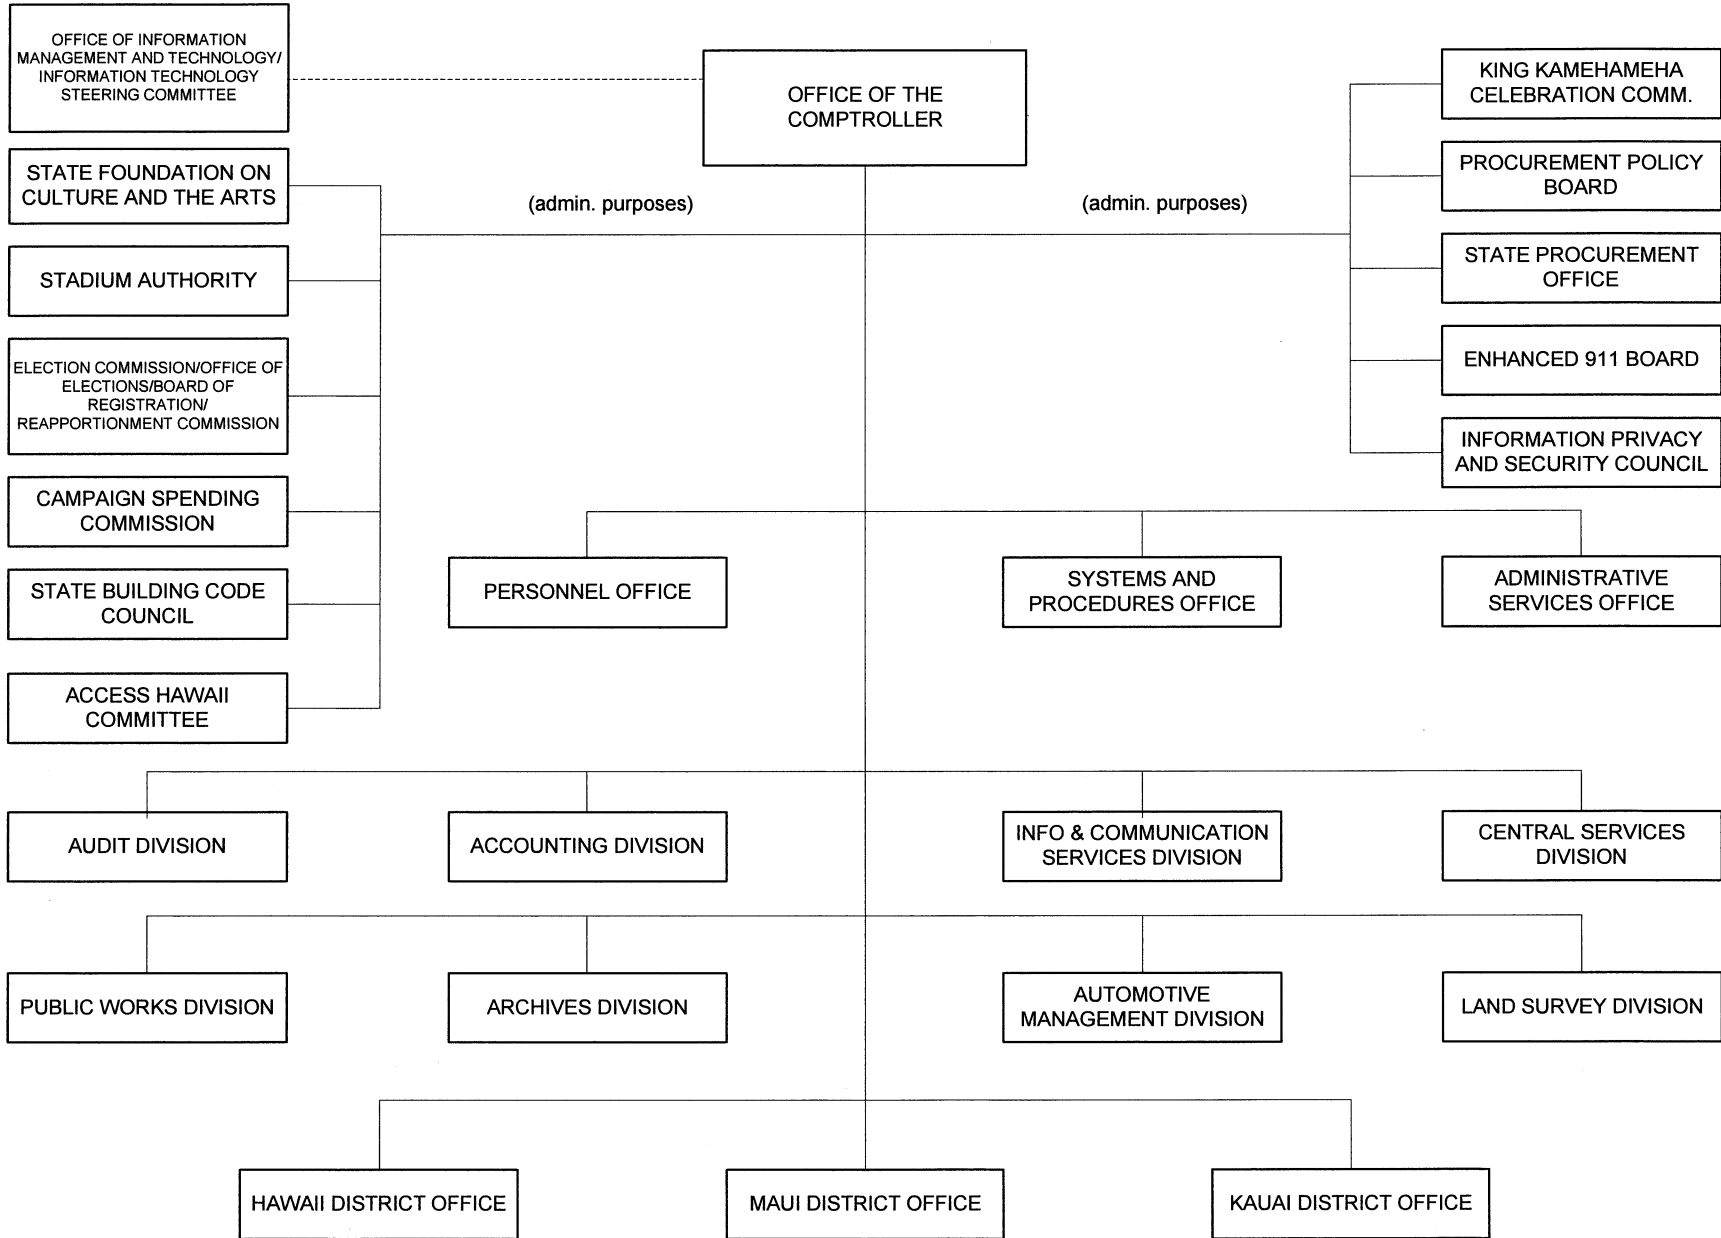 OFFICE OF INFORMATION
MANAGEMENT AND TECHNOLOGY/
INFORMATION TECHNOLOGY
STEERING COMMITTEE
OFFICE OF THE
COMPTROLLER
KING KAMEHAMEHA
CELEBRATION COMM.
STATE FOUNDATION ON
CULTURE AND THE ARTS
(admin. purposes)
(admin. purposes)
PROCUREMENT POLICY
BOARD
STADIUM AUTHORITY
STATE PROCUREMENT
OFFICE
ELECTION COMMISSION/OFFICE OF
ELECTIONS/BOARD OF
REGISTRATION/
REAPPORTIONMENT COMMISSION
ENHANCED 911 BOARD
CAMPAIGN SPENDING
COMMISSION
INFORMATION PRIVACY
AND SECURITY COUNCIL
STATE BUILDING CODE
COUNCIL
PERSONNEL OFFICE
SYSTEMS AND
PROCEDURES OFFICE
ADMINISTRATIVE
SERVICES OFFICE
ACCESS HAWAII
COMMITTEE
AUDIT DIVISION
ACCOUNTING DIVISION
INFO & COMMUNICATION
SERVICES DIVISION
CENTRAL SERVICES
DIVISION
PUBLIC WORKS DIVISION
ARCHIVES DIVISION
AUTOMOTIVE
MANAGEMENT DIVISION
LAND SURVEY DIVISION
HAWAII DISTRICT OFFICE
MAUI DISTRICT OFFICE
KAUAI DISTRICT OFFICE